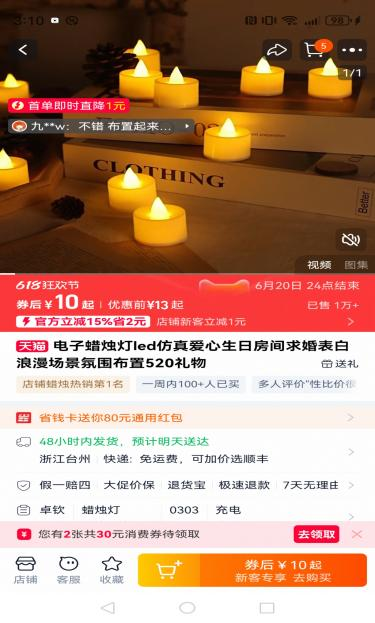 3:10
98
5
1/1
首单即时直降1元
九**w：不错 布置起来...
CLOTHING
Better
视频 图集
618狂欢节
6月20日 24点结束
券后¥10起 优惠前¥13起
已售 1万+
官方立减15%省2元 店铺新客立减1元
天猫 电子蜡烛灯led仿真爱心生日房间求婚表白
浪漫场景氛围布置520礼物
送礼
店铺蜡烛热销第1名 一周内100+人已买 多人评价"性比价很
省钱卡送你80元通用红包
48小时内发货，预计明天送达
浙江台州 快递：免运费，可加价选顺丰
假一赔四 大促价保 退货宝 极速退款 7天无理由
卓钦 蜡烛灯 0303 充电
您有2张共30元消费券待领取 去领取
店铺 客服 收藏
券后¥10起
新客专享 去购买